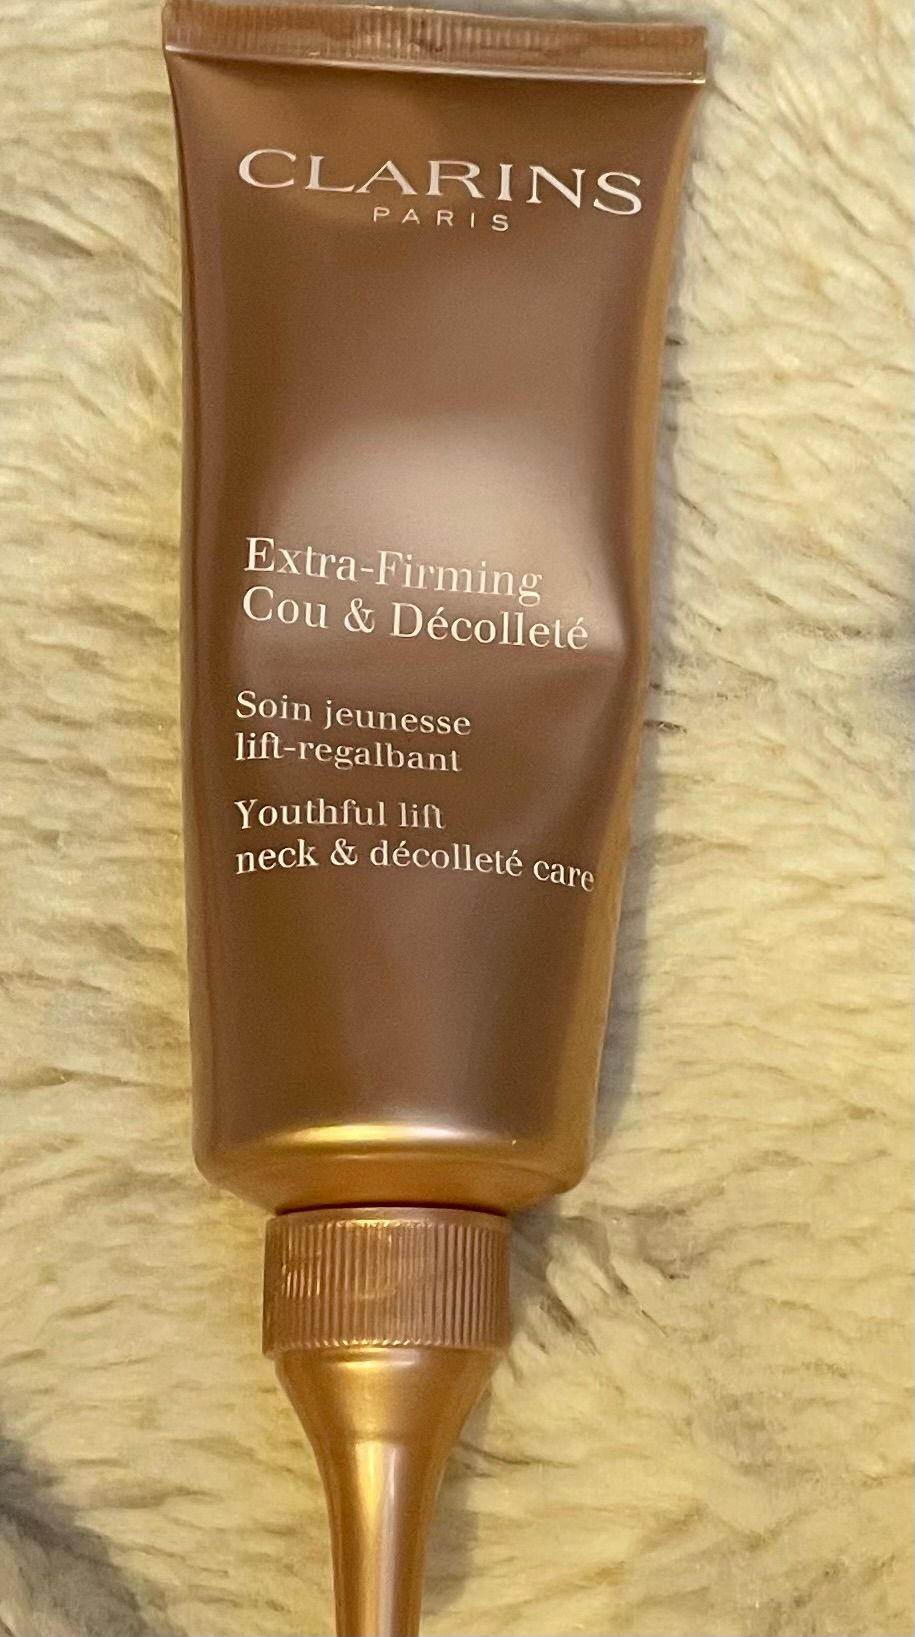 CLARINS
PARIS
Extra-Firming
Cou & Décolleté
Soin jeunesse
lift-regalbant
Youthful lift
neck & décolleté care